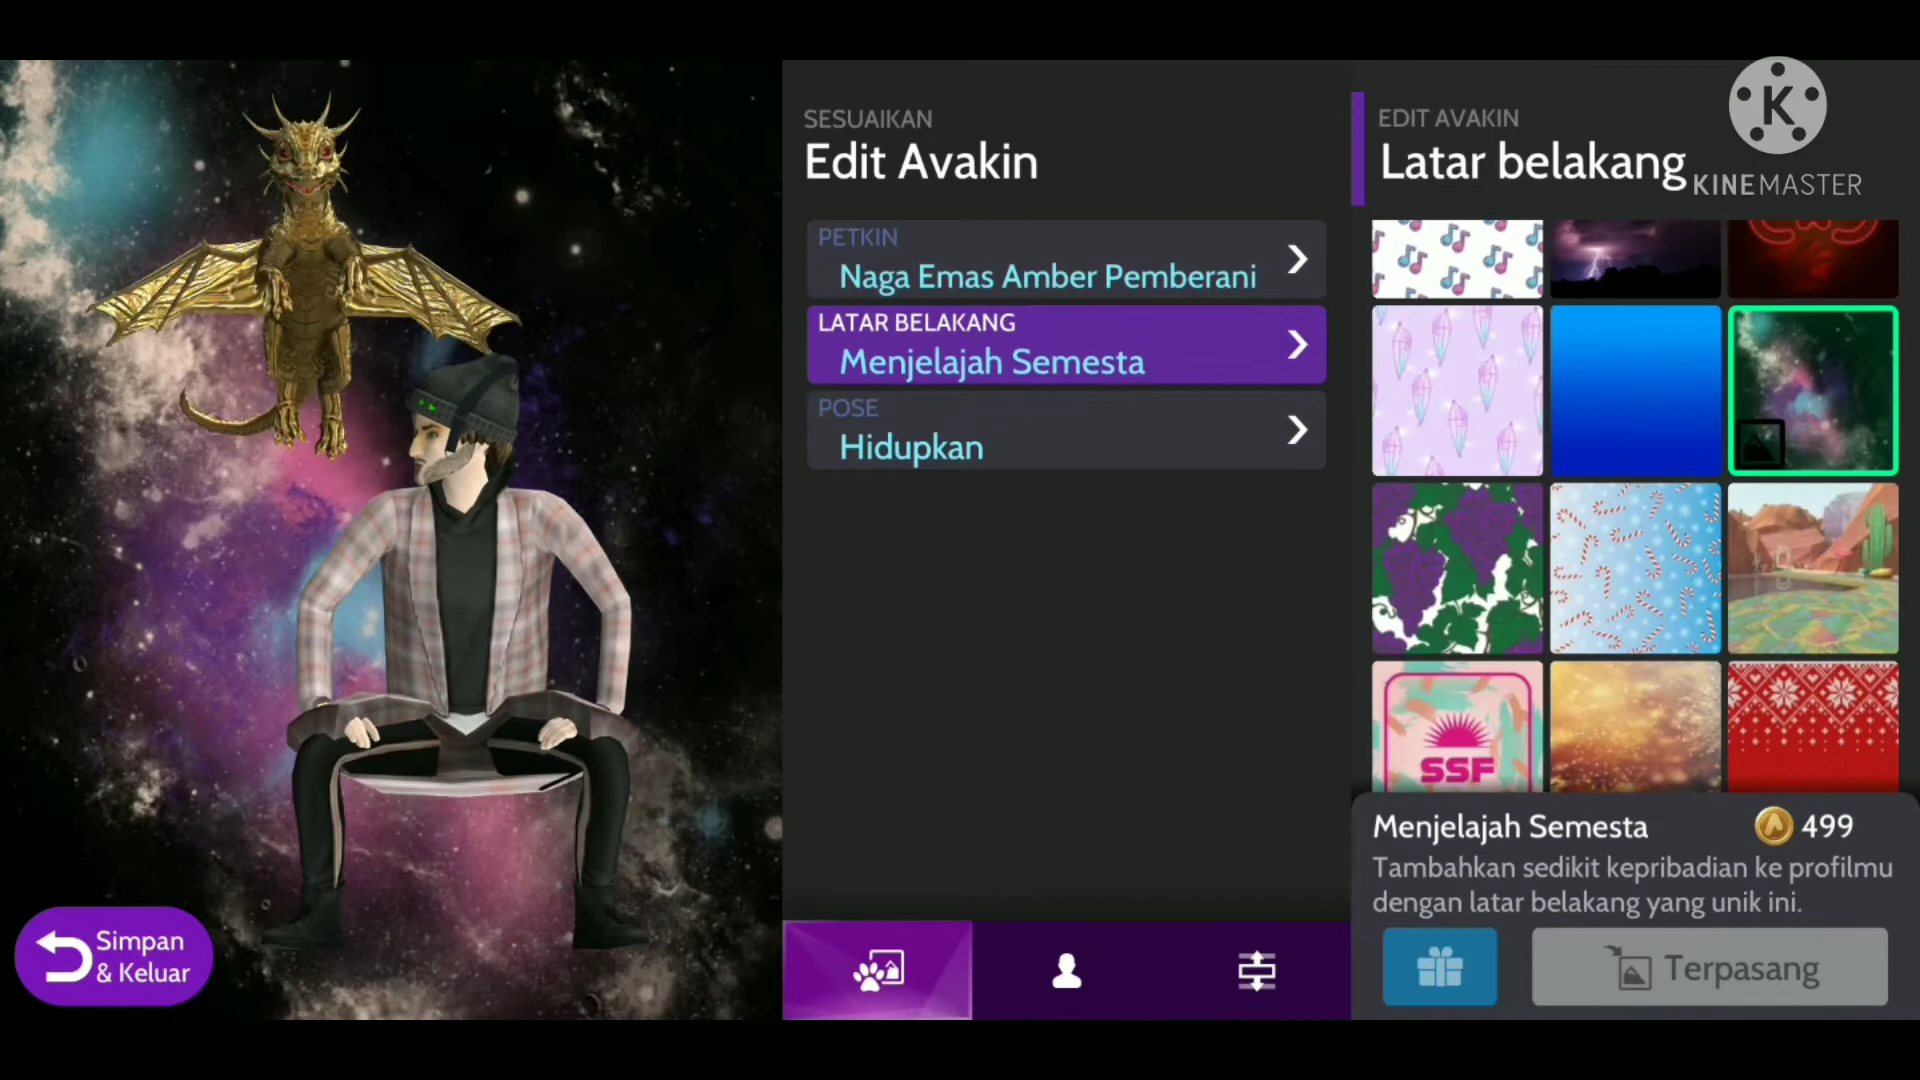 SESUAIKAN
Edit Avakin
PETKIN
Naga Emas Amber Pemberani
LATAR BELAKANG
Menjelajah Semesta
POSE
Hidupkan
EDIT AVAKIN
Latar belakang
K
KINEMASTER
SSF
Menjelajah Semesta
499
Tambahkan sedikit kepribadian ke profilmu
dengan latar belakang yang unik ini.
Terpasang
Simpan
& Keluar